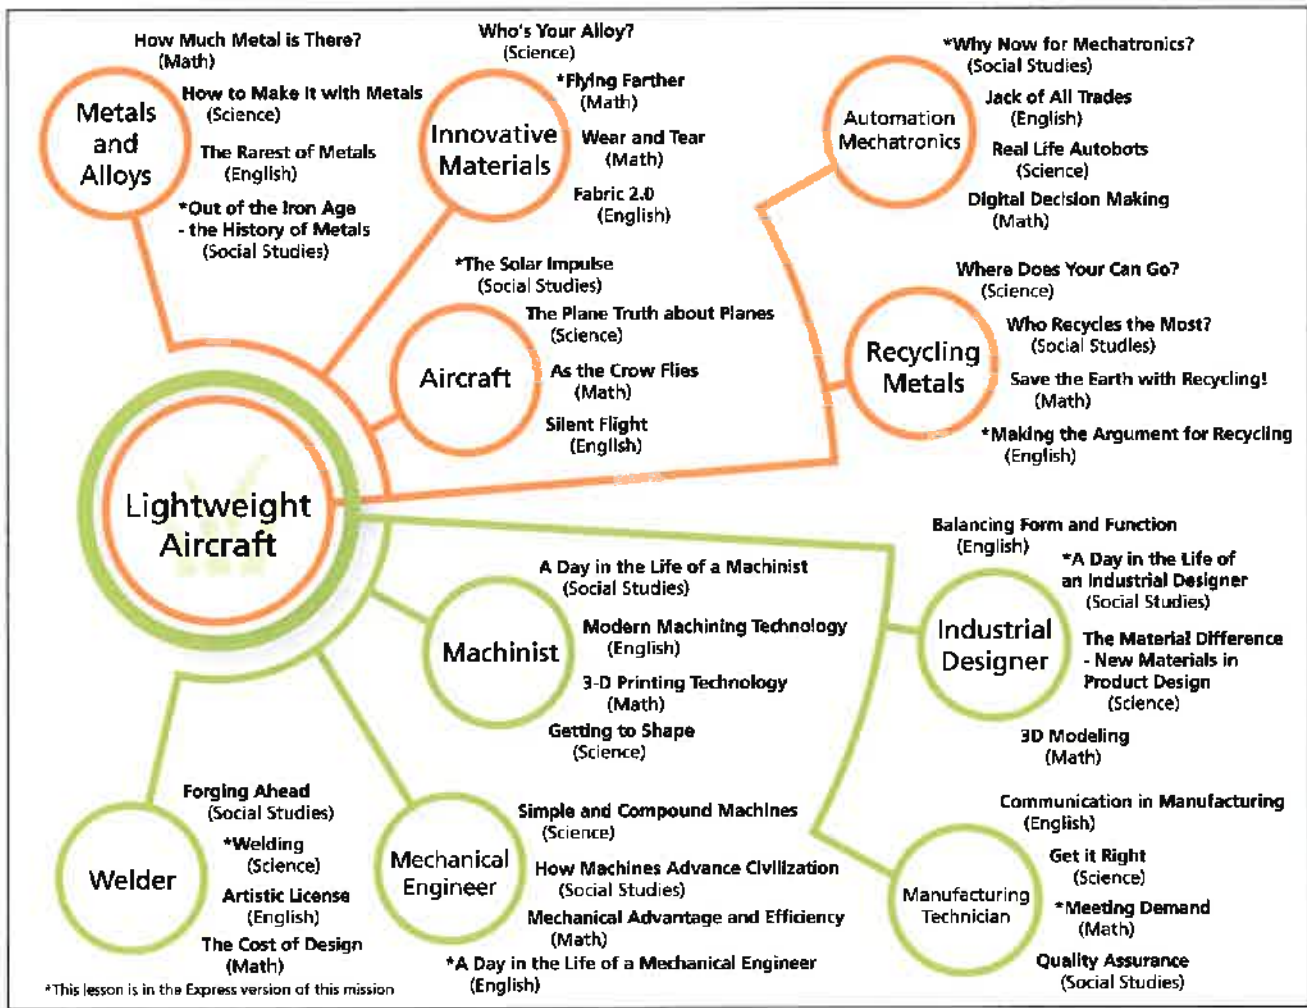 How Much Metal is There?
(Math)
Metals
and
Alloys
How to Make It with Metals
(Science)
The Rarest of Metals
(English)
*Out of the Iron Age
- the History of Metals
(Social Studies)
Who's Your Alloy?
(Science)
Innovative
Materials
*Flying Farther
(Math)
Wear and Tear
(Math)
Fabric 2.0
(English)
*Why Now for Mechatronics?
(Social Studies)
Automation
Mechatronics
Jack of All Trades
(English)
Real Life Autobots
(Science)
Digital Decision Making
(Math)
*The Solar Impulse
(Social Studies)
Aircraft
The Plane Truth about Planes
(Science)
As the Crow Flies
(Math)
Silent Flight
(English)
Where Does Your Can Go?
(Science)
Recycling
Metals
Who Recycles the Most?
(Social Studies)
Save the Earth with Recycling!
(Math)
*Making the Argument for Recycling
(English)
Lightweight
Aircraft
A Day in the Life of a Machinist
(Social Studies)
Machinist
Modern Machining Technology
(English)
3-D Printing Technology
(Math)
Getting to Shape
(Science)
Balancing Form and Function
(English)
Industrial
Designer
*A Day in the Life of
an Industrial Designer
(Social Studies)
The Material Difference
- New Materials in
Product Design
(Science)
3D Modeling
(Math)
Forging Ahead
(Social Studies)
Welder
*Welding
(Science)
Artistic License
(English)
The Cost of Design
(Math)
Simple and Compound Machines
(Science)
Mechanical
Engineer
How Machines Advance Civilization
(Social Studies)
Mechanical Advantage and Efficiency
(Math)
*A Day in the Life of a Mechanical Engineer
(English)
Communication in Manufacturing
(English)
Manufacturing
Technician
Get it Right
(Science)
*Meeting Demand
(Math)
Quality Assurance
(Social Studies)
*This lesson is in the Express version of this mission